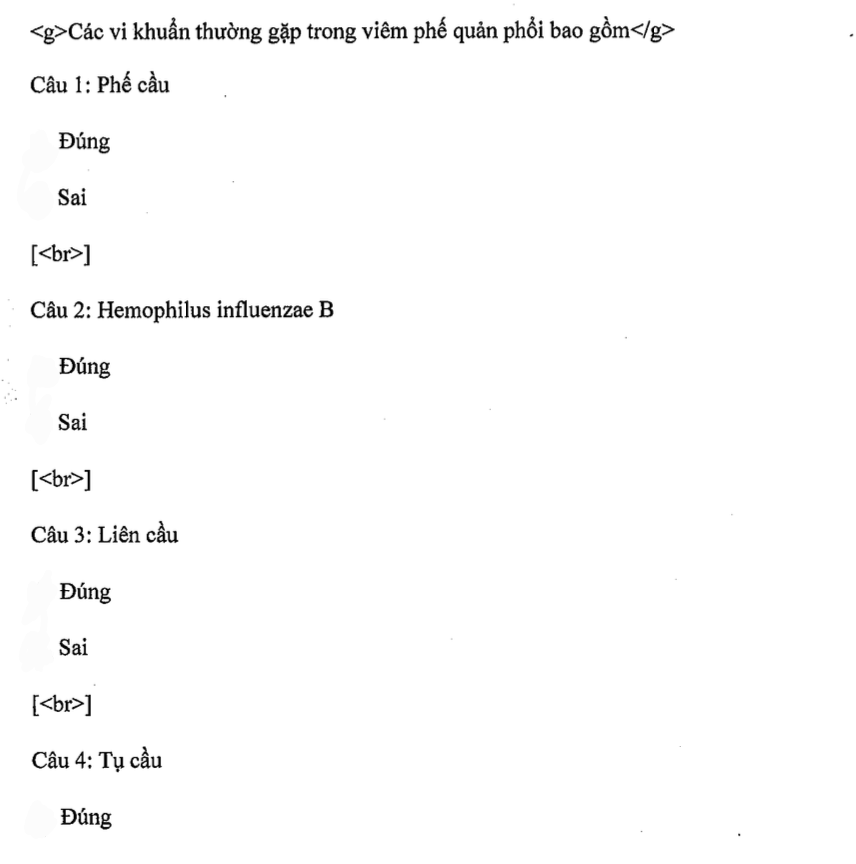 <g>Các vi khuẩn thường gặp trong viêm phế quản phổi bao gồm</g>
Câu 1: Phế cầu
Đúng
Sai
[<br>]
Câu 2: Hemophilus influenzae B
Đúng
Sai
[<br>]
Câu 3: Liên cầu
Đúng
Sai
[<br>]
Câu 4: Tụ cầu
Đúng